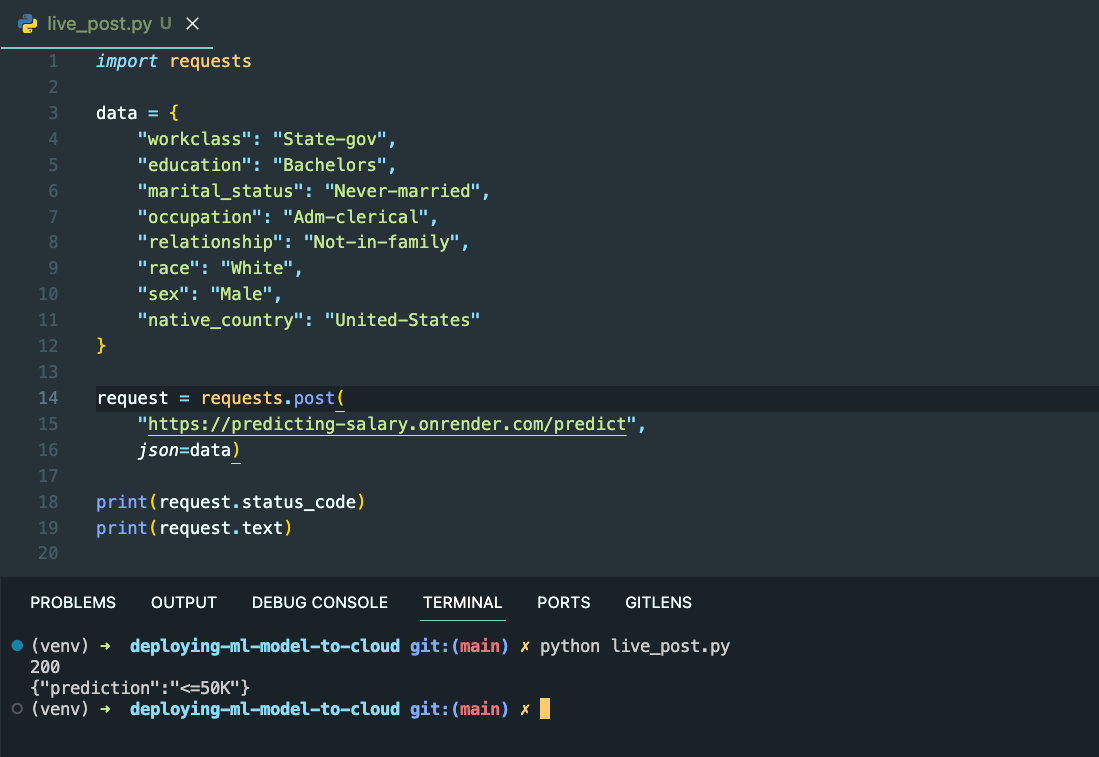 live_post.py U ×
1 import requests
2
3 data = {
4     "workclass": "State-gov",
5     "education": "Bachelors",
6     "marital_status": "Never-married",
7     "occupation": "Adm-clerical",
8     "relationship": "Not-in-family",
9     "race": "White",
10     "sex": "Male",
11     "native_country": "United-States"
12 }
13
14 request = requests.post(
15     "https://predicting-salary.onrender.com/predict",
16     json=data)
17
18 print(request.status_code)
19 print(request.text)
20
PROBLEMS OUTPUT DEBUG CONSOLE TERMINAL PORTS GITLENS
(venv) → deploying-ml-model-to-cloud git:(main) ✗ python live_post.py
200
{"prediction":"<=50K"}
(venv) → deploying-ml-model-to-cloud git:(main) ✗